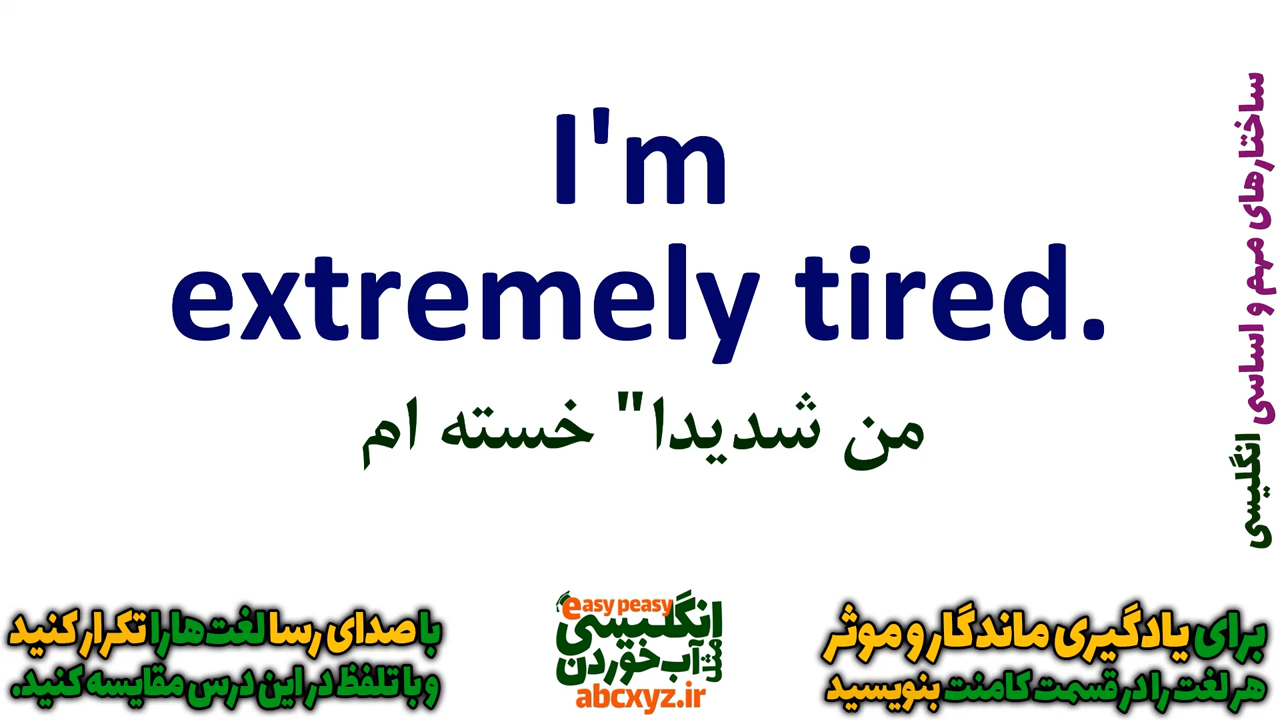 I'm
extremely tired.
من شدیدا" خسته ام
ساختارهای مهم و اساسی انگلیسی
برای یادگیری ماندگار و موثر
هر لغت را در قسمت کامنت بنویسید
easy peasy
انگلیسی
مثل آب خوردن
abcxyz.ir
با صدای رسا لغت‌ها را تکرار کنید
و با تلفظ در این درس مقایسه کنید.